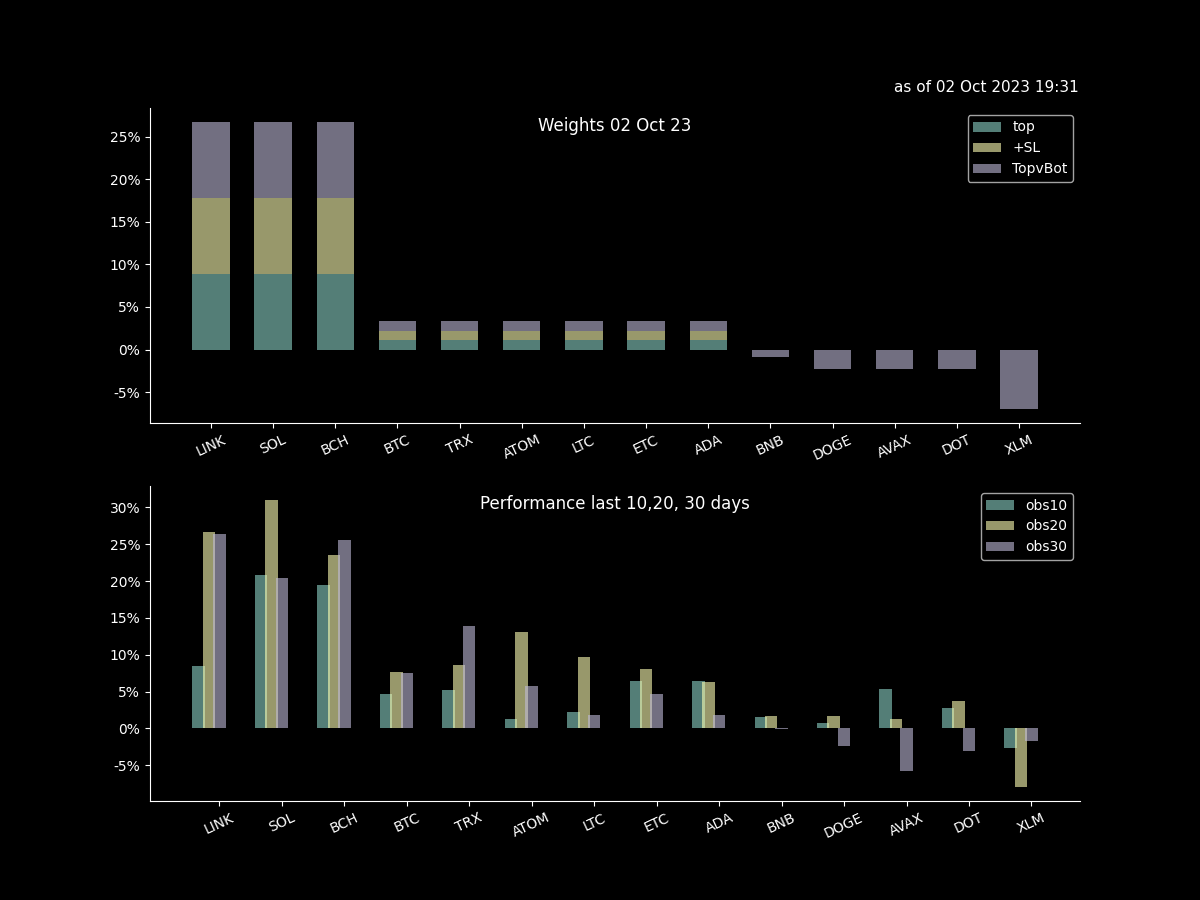 as of 02 Oct 2023 19:31
Weights 02 Oct 23
top
+SL
TopvBot
25%
20%
15%
10%
5%
0%
-5%
LINK SOL BCH BTC TRX ATOM LTC ETC ADA BNB DOGE AVAX DOT XLM
Performance last 10,20, 30 days
obs10
obs20
obs30
30%
25%
20%
15%
10%
5%
0%
-5%
LINK SOL BCH BTC TRX ATOM LTC ETC ADA BNB DOGE AVAX DOT XLM